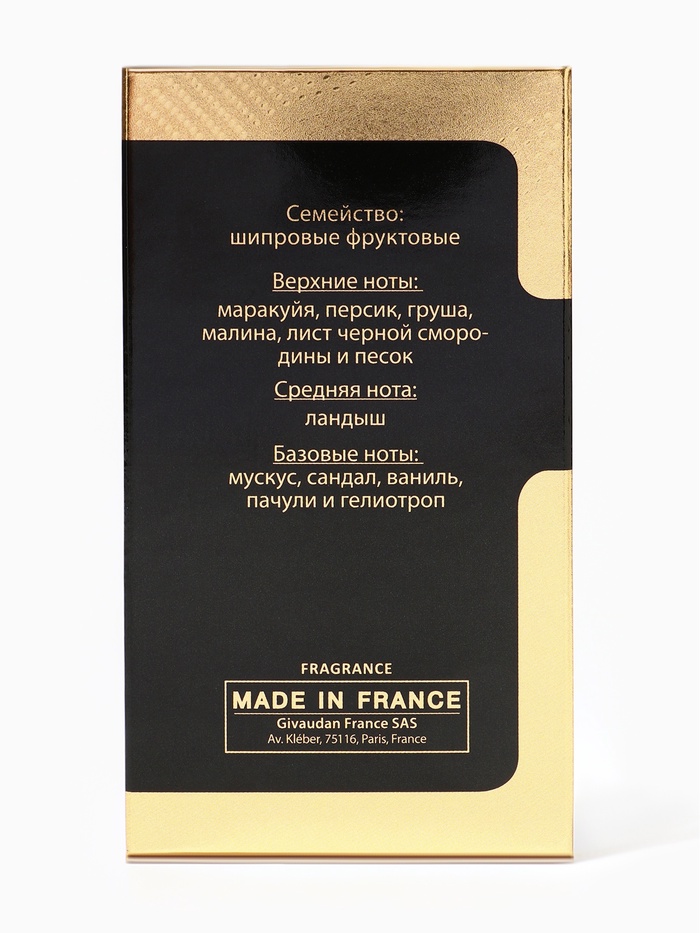 Семейство:
шипровые фруктовые
Верхние ноты:
маракуйя, персик, груша,
малина, лист черной сморо-
дины и песок
Средняя нота:
ландыш
Базовые ноты:
мускус, сандал, ваниль,
пачули и гелиотроп
FRAGRANCE
MADE IN FRANCE
Givaudan France SAS
Av. Kléber, 75116, Paris, France